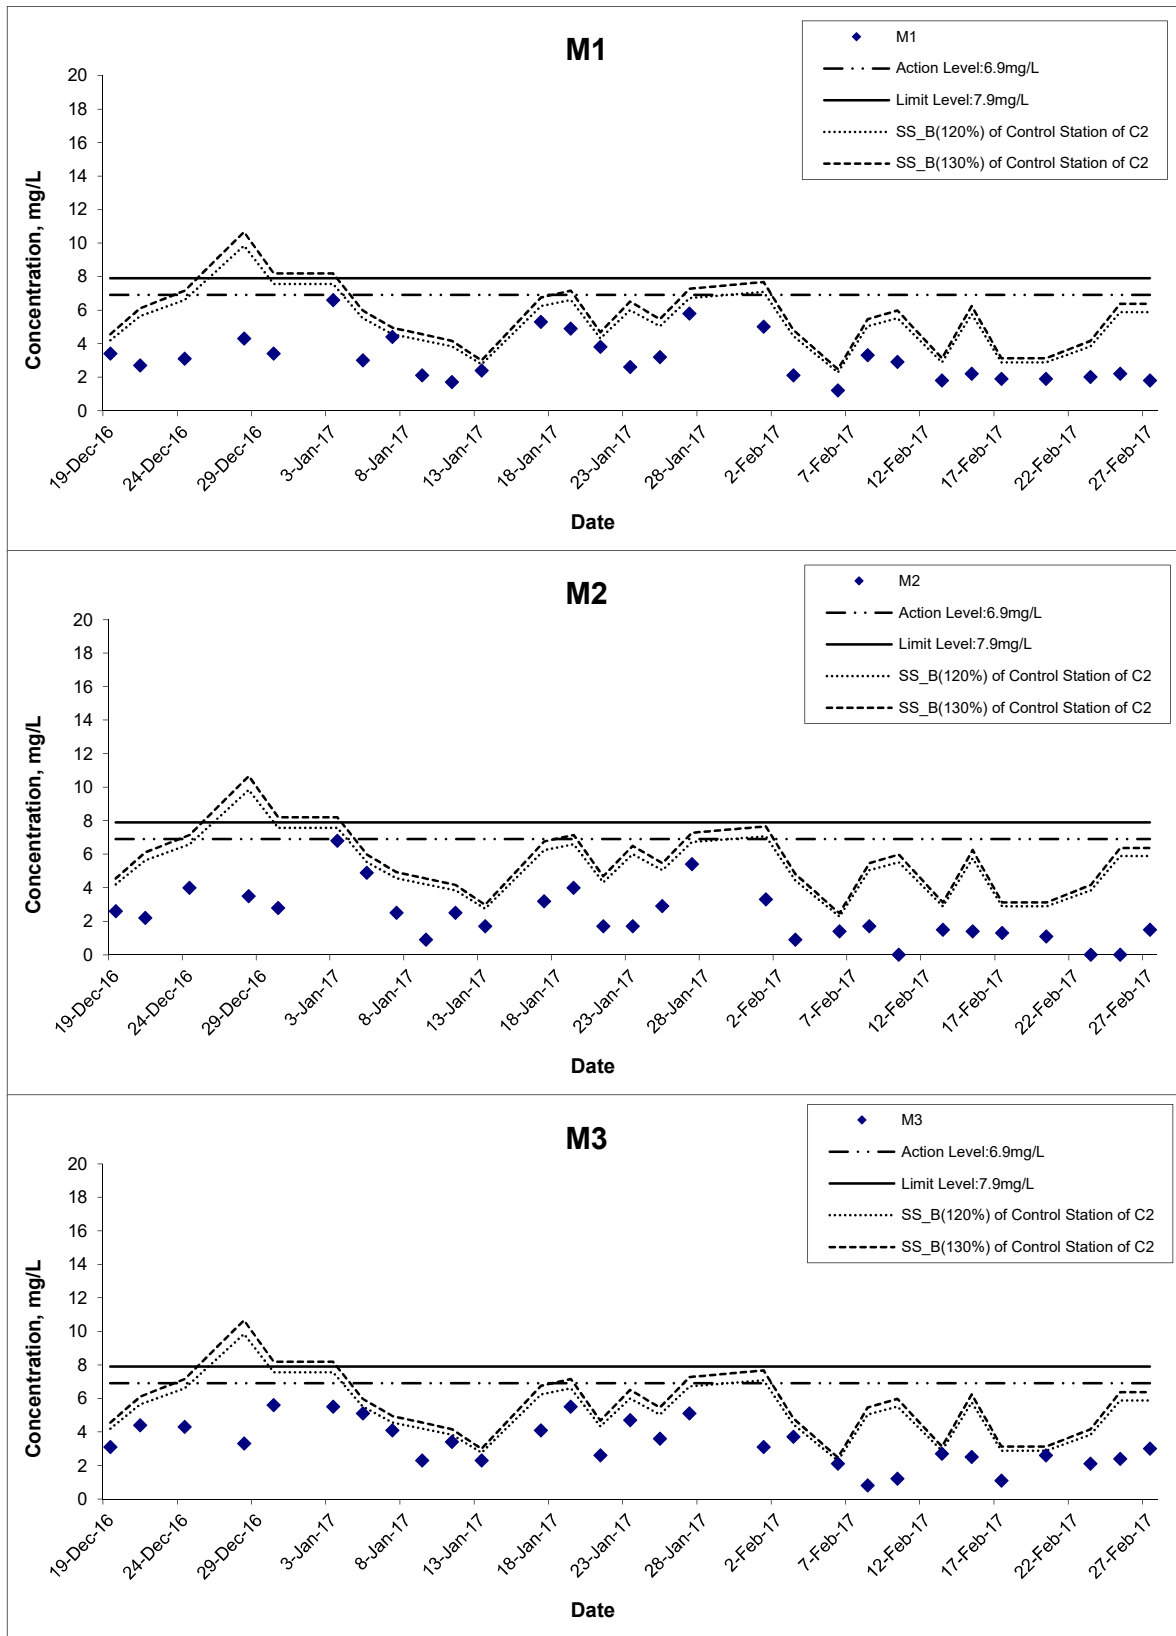 M1
M1
Action Level:6.9mg/L
Limit Level:7.9mg/L
SS_B(120%) of Control Station of C2
SS_B(130%) of Control Station of C2
Concentration, mg/L
20
18
16
14
12
10
8
6
4
2
0
19-Dec-16
24-Dec-16
29-Dec-16
3-Jan-17
8-Jan-17
13-Jan-17
18-Jan-17
23-Jan-17
28-Jan-17
2-Feb-17
7-Feb-17
12-Feb-17
17-Feb-17
22-Feb-17
27-Feb-17
Date
M2
M2
Action Level:6.9mg/L
Limit Level:7.9mg/L
SS_B(120%) of Control Station of C2
SS_B(130%) of Control Station of C2
Concentration, mg/L
20
18
16
14
12
10
8
6
4
2
0
19-Dec-16
24-Dec-16
29-Dec-16
3-Jan-17
8-Jan-17
13-Jan-17
18-Jan-17
23-Jan-17
28-Jan-17
2-Feb-17
7-Feb-17
12-Feb-17
17-Feb-17
22-Feb-17
27-Feb-17
Date
M3
M3
Action Level:6.9mg/L
Limit Level:7.9mg/L
SS_B(120%) of Control Station of C2
SS_B(130%) of Control Station of C2
Concentration, mg/L
20
18
16
14
12
10
8
6
4
2
0
19-Dec-16
24-Dec-16
29-Dec-16
3-Jan-17
8-Jan-17
13-Jan-17
18-Jan-17
23-Jan-17
28-Jan-17
2-Feb-17
7-Feb-17
12-Feb-17
17-Feb-17
22-Feb-17
27-Feb-17
Date